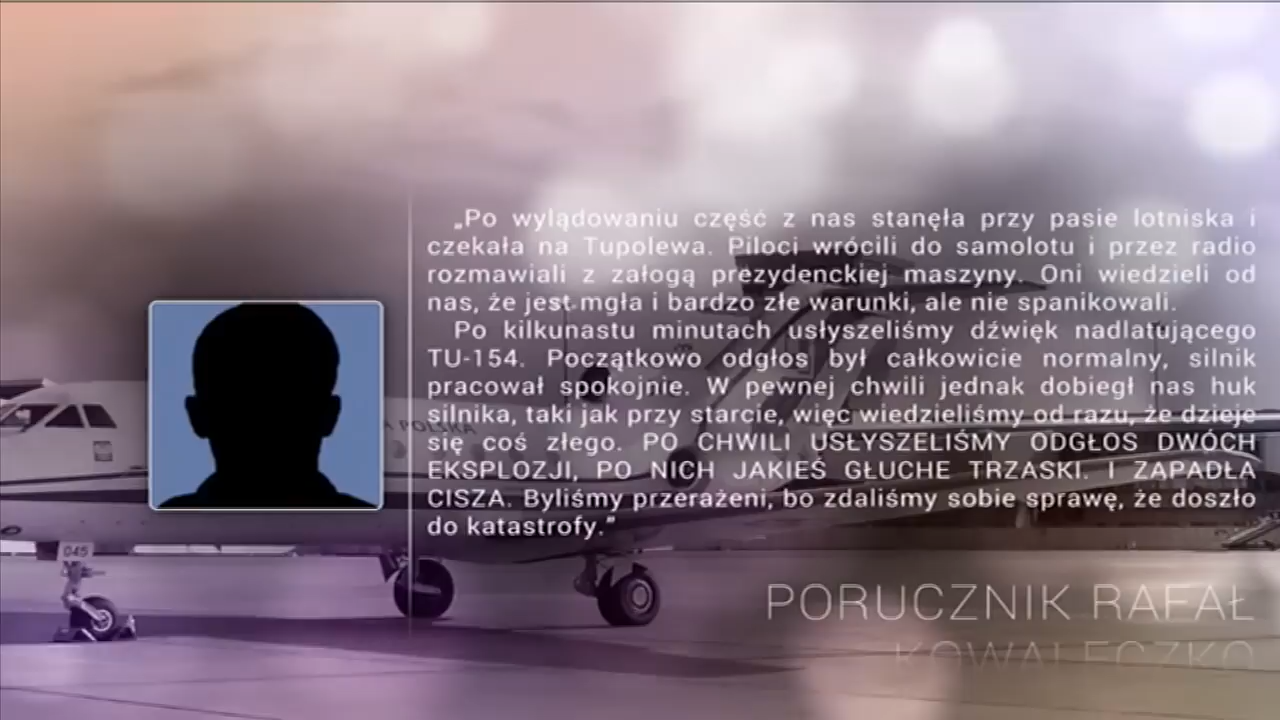 „Po wylądowaniu część z nas stanęła przy pasie lotniska i
czekała na Tupolewa. Piloci wrócili do samolotu i przez radio
rozmawiali z załogą prezydenckiej maszyny. Oni wiedzieli od
nas, że jest mgła i bardzo złe warunki, ale nie spanikowali.
Po kilkunastu minutach usłyszeliśmy dźwięk nadlatującego
TU-154. Początkowo odgłos był całkowicie normalny, silnik
pracował spokojnie. W pewnej chwili jednak dobiegł nas huk
silnika, taki jak przy starcie, więc wiedzieliśmy od razu, że dzieje
się coś złego. PO CHWILI USŁYSZELIŚMY ODGŁOS DWÓCH
EKSPLOZJI, PO NICH JAKIEŚ GŁUCHE TRZASKI. I ZAPADŁA
CISZA. Byliśmy przerażeni, bo zdaliśmy sobie sprawę, że doszło
do katastrofy.”
POLSKA
045
PORUCZNIK RAFAŁ
KOWALECZKO